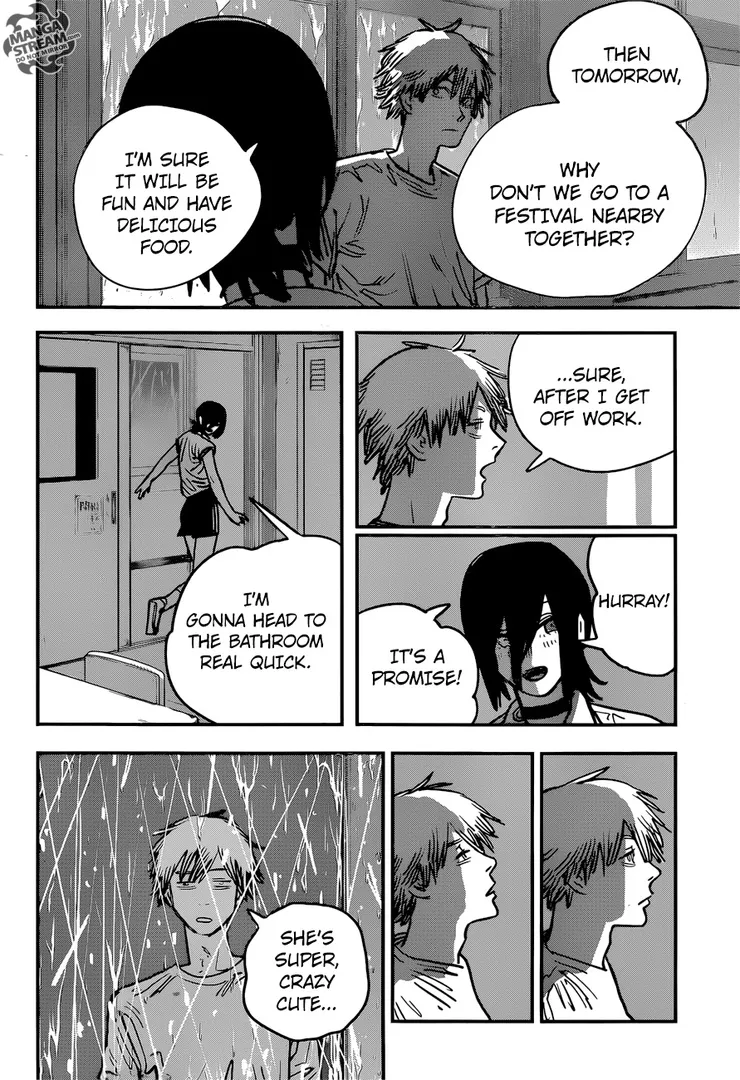 MANGA
STREAM
.COM
DO NOT MIRROR!
THEN
TOMORROW,
WHY
DON'T WE GO TO A
FESTIVAL NEARBY
TOGETHER?
I'M SURE
IT WILL BE
FUN AND HAVE
DELICIOUS
FOOD.
...SURE,
AFTER I GET
OFF WORK.
HURRAY!
IT'S A
PROMISE!
I'M
GONNA HEAD TO
THE BATHROOM
REAL QUICK.
SHE'S
SUPER,
CRAZY
CUTE...